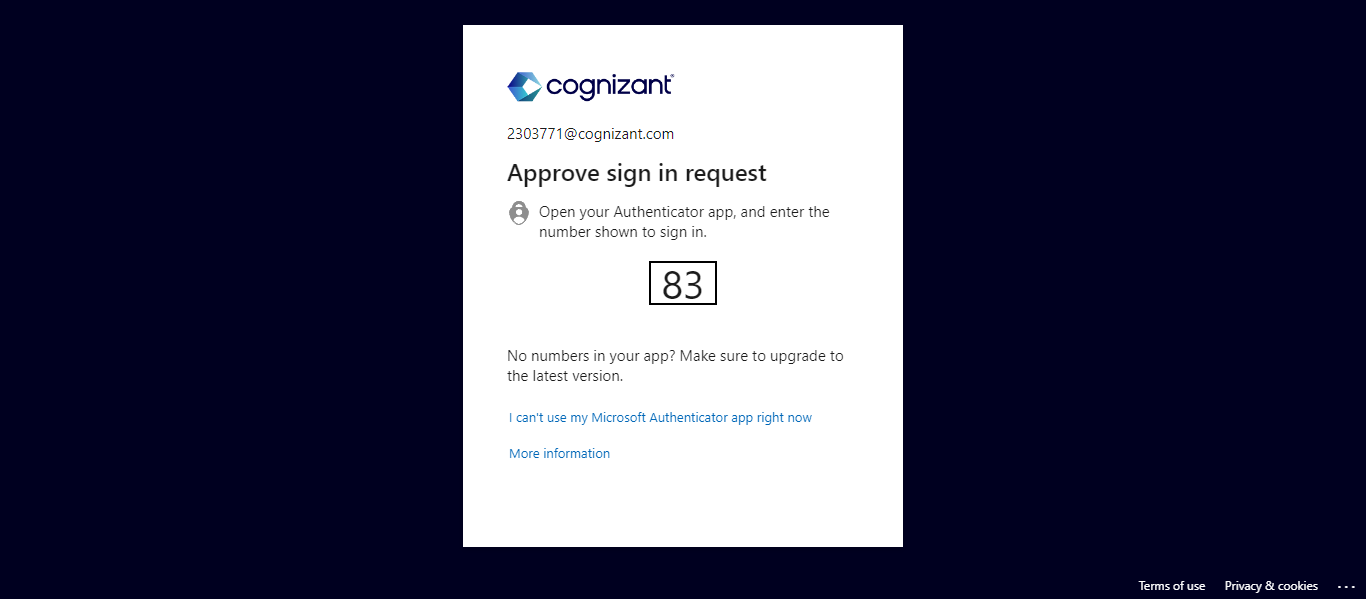 cognizant
2303771@cognizant.com
Approve sign in request
Open your Authenticator app, and enter the
number shown to sign in.
83
No numbers in your app? Make sure to upgrade to
the latest version.
I can't use my Microsoft Authenticator app right now
More information
Terms of use Privacy & cookies ...